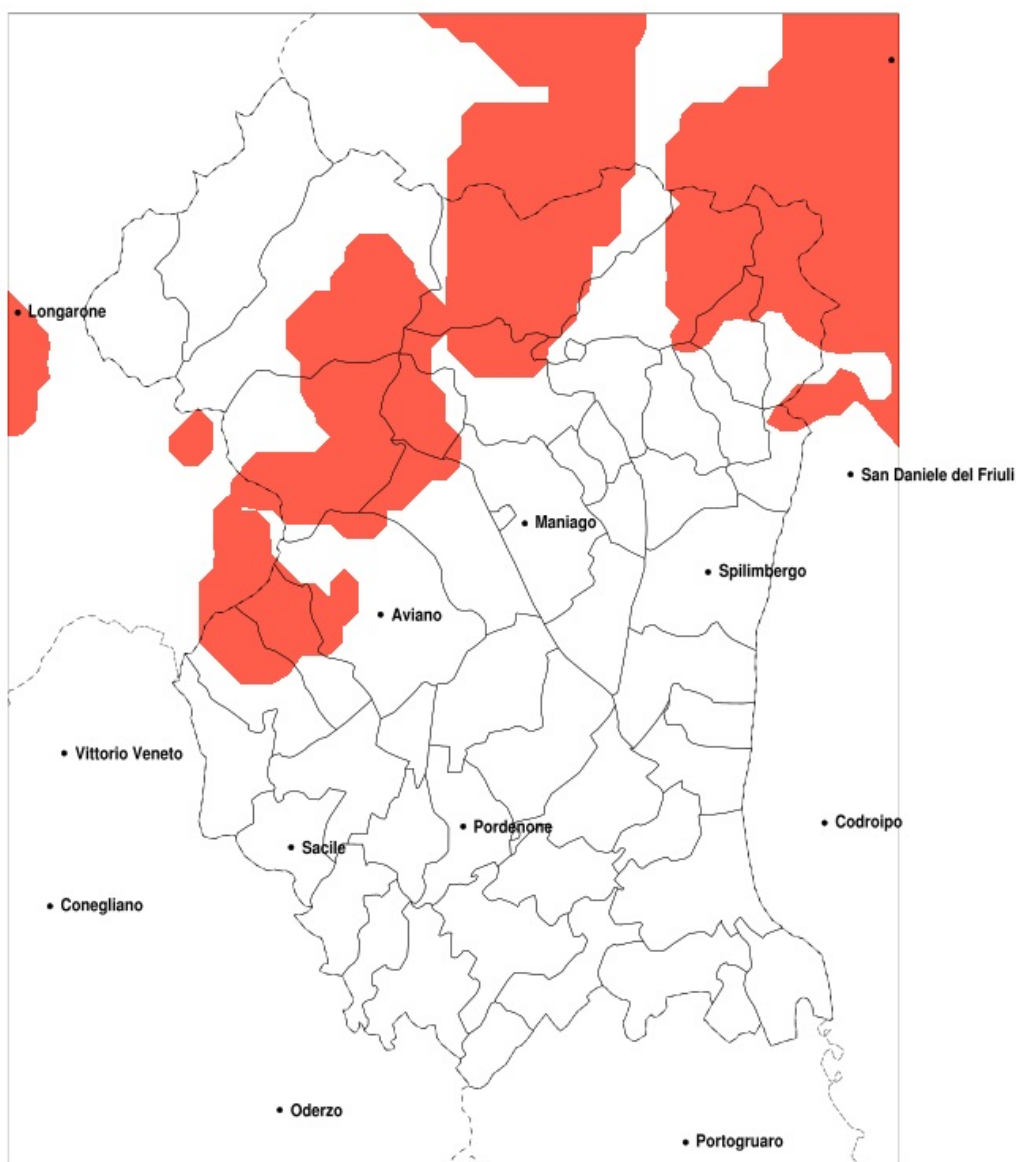 Longarone
San Daniele del Friuli
Maniago
Spilimbergo
Aviano
Vittorio Veneto
Codroipo
Pordenone
Sacile
Conegliano
Oderzo
Portogruaro